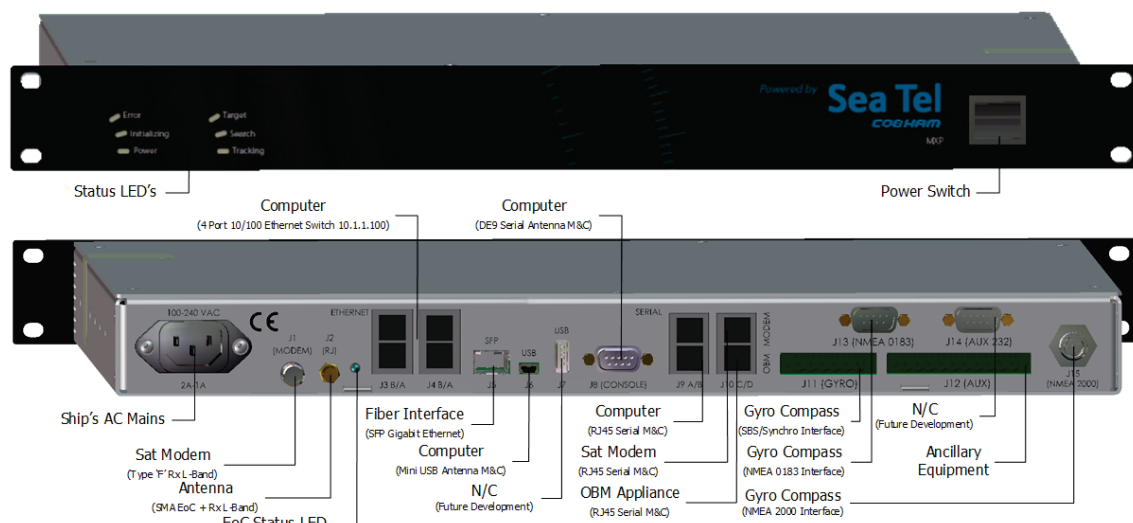 Powered by
Sea Tel
COBHAM
MXP
Error
Target
Initializing
Search
Power
Tracking
Status LED's
Power Switch
Computer
(4 Port 10/100 Ethernet Switch 10.1.1.100)
Computer
(DE9 Serial Antenna M&C)
100-240 VAC
CE
J1
(MODEM)
J2
(RJ)
ETHERNET
SFP
USB
USB
SERIAL
MODEM
OBM
J13 (NMEA 0183)
J14 (AUX 232)
2A-1A
J3 B/A
J4 B/A
J5
J6
J7
J8 (CONSOLE)
J9 A/B
J10 C/D
J11 (GYRO)
J12 (AUX)
J15
(NMEA 2000)
Ship's AC Mains
Fiber Interface
(SFP Gigabit Ethernet)
Computer
(RJ45 Serial M&C)
Gyro Compass
(SBS/Synchro Interface)
N/C
(Future Development)
Sat Modem
(Type 'F' Rx L-Band)
Computer
(Mini USB Antenna M&C)
Sat Modem
(RJ45 Serial M&C)
Gyro Compass
(NMEA 0183 Interface)
Ancillary
Equipment
Antenna
(SMA EoC + Rx L-Band)
N/C
(Future Development)
OBM Appliance
(RJ45 Serial M&C)
Gyro Compass
(NMEA 2000 Interface)
EoC Status LED